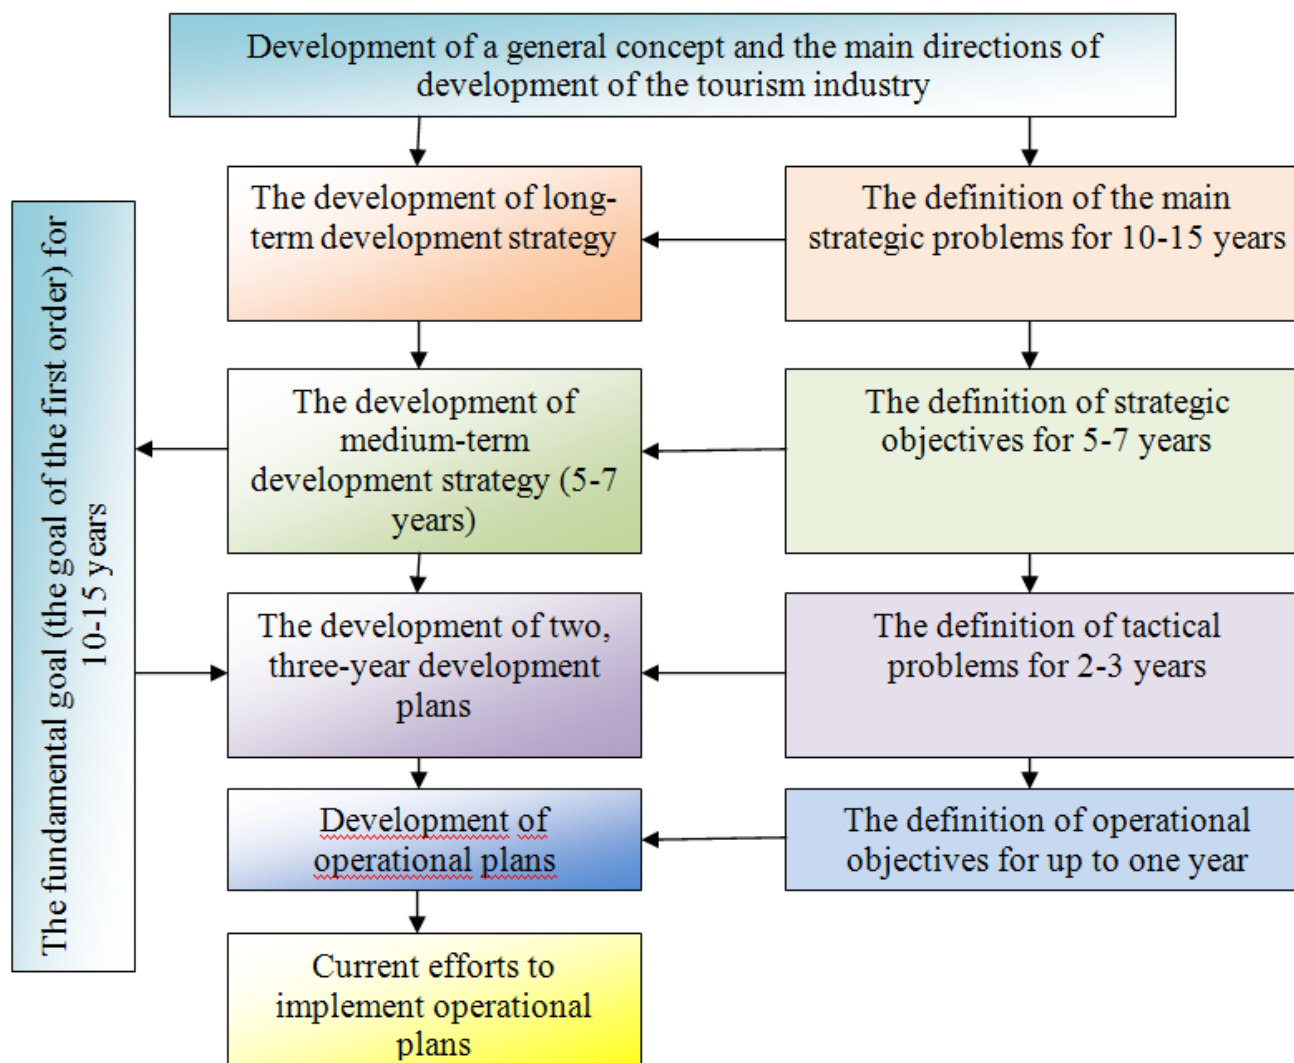 Development of a general concept and the main directions of
development of the tourism industry
The development of long-
term development strategy
The definition of the main
strategic problems for 10-15 years
The fundamental goal (the goal of the first order) for
10-15 years
The development of
medium-term
development strategy (5-7
years)
The definition of strategic
objectives for 5-7 years
The development of two,
three-year development
plans
The definition of tactical
problems for 2-3 years
Development of
operational plans
The definition of operational
objectives for up to one year
Current efforts to
implement operational
plans